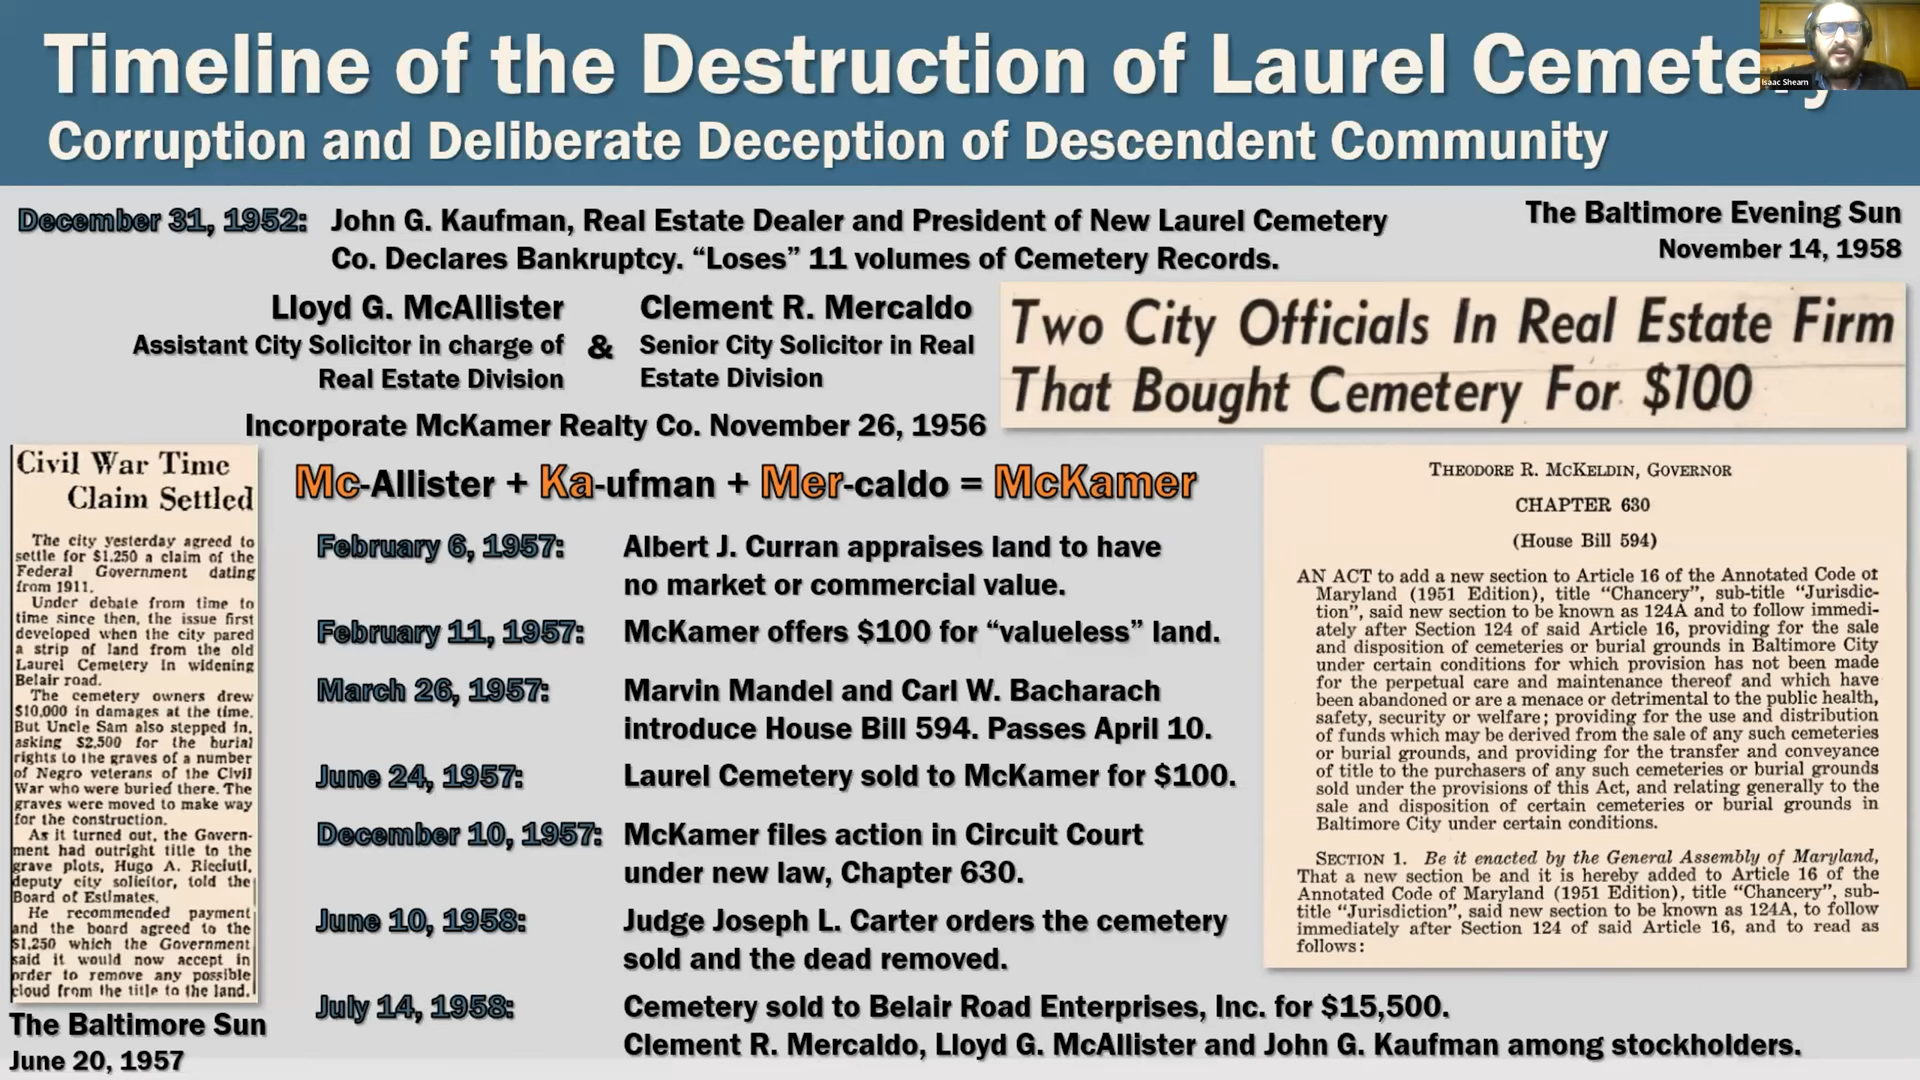 Timeline of the Destruction of Laurel Cemetery
Isaac Shearn
Corruption and Deliberate Deception of Descendent Community
December 31, 1952: John G. Kaufman, Real Estate Dealer and President of New Laurel Cemetery
Co. Declares Bankruptcy. “Loses” 11 volumes of Cemetery Records.
The Baltimore Evening Sun
November 14, 1958
Lloyd G. McAllister
Assistant City Solicitor in charge of
Real Estate Division
&
Clement R. Mercaldo
Senior City Solicitor in Real
Estate Division
Incorporate McKamer Realty Co. November 26, 1956
Two City Officials In Real Estate Firm
That Bought Cemetery For $100
Mc-Allister + Ka-ufman + Mer-caldo = McKamer
Civil War Time
Claim Settled
The city yesterday agreed to
settle for $1,250 a claim of the
Federal Government dating
from 1911.
Under debate from time to
time since then, the issue first
developed when the city pared
a strip of land from the old
Laurel Cemetery in widening
Belair road.
The cemetery owners drew
$10,000 in damages at the time.
But Uncle Sam also stepped in,
asking $2,500 for the burial
rights to the graves of a number
of Negro veterans of the Civil
War who were buried there. The
graves were moved to make way
for the construction.
As it turned out, the Govern-
ment had outright title to the
grave plots, Hugo A. Ricciuti,
deputy city solicitor, told the
Board of Estimates.
He recommended payment
and the board agreed to the
$1,250 which the Government
said it would now accept in
order to remove any possible
cloud from the title to the land.
The Baltimore Sun
June 20, 1957
February 6, 1957: Albert J. Curran appraises land to have
no market or commercial value.
February 11, 1957: McKamer offers $100 for “valueless” land.
March 26, 1957: Marvin Mandel and Carl W. Bacharach
introduce House Bill 594. Passes April 10.
June 24, 1957: Laurel Cemetery sold to McKamer for $100.
December 10, 1957: McKamer files action in Circuit Court
under new law, Chapter 630.
June 10, 1958: Judge Joseph L. Carter orders the cemetery
sold and the dead removed.
July 14, 1958: Cemetery sold to Belair Road Enterprises, Inc. for $15,500.
Clement R. Mercaldo, Lloyd G. McAllister and John G. Kaufman among stockholders.
THEODORE R. MCKELDIN, GOVERNOR
CHAPTER 630
(House Bill 594)
AN ACT to add a new section to Article 16 of the Annotated Code of
Maryland (1951 Edition), title “Chancery”, sub-title “Jurisdic-
tion”, said new section to be known as 124A and to follow immedi-
ately after Section 124 of said Article 16, providing for the sale
and disposition of cemeteries or burial grounds in Baltimore City
under certain conditions for which provision has not been made
for the perpetual care and maintenance thereof and which have
been abandoned or are a menace or detrimental to the public health,
safety, security or welfare; providing for the use and distribution
of funds which may be derived from the sale of any such cemeteries
or burial grounds, and providing for the transfer and conveyance
of title to the purchasers of any such cemeteries or burial grounds
sold under the provisions of this Act, and relating generally to the
sale and disposition of certain cemeteries or burial grounds in
Baltimore City under certain conditions.
SECTION 1. Be it enacted by the General Assembly of Maryland,
That a new section be and it is hereby added to Article 16 of the
Annotated Code of Maryland (1951 Edition), title “Chancery”, sub-
title “Jurisdiction”, said new section to be known as 124A, to follow
immediately after Section 124 of said Article 16, and to read as
follows: